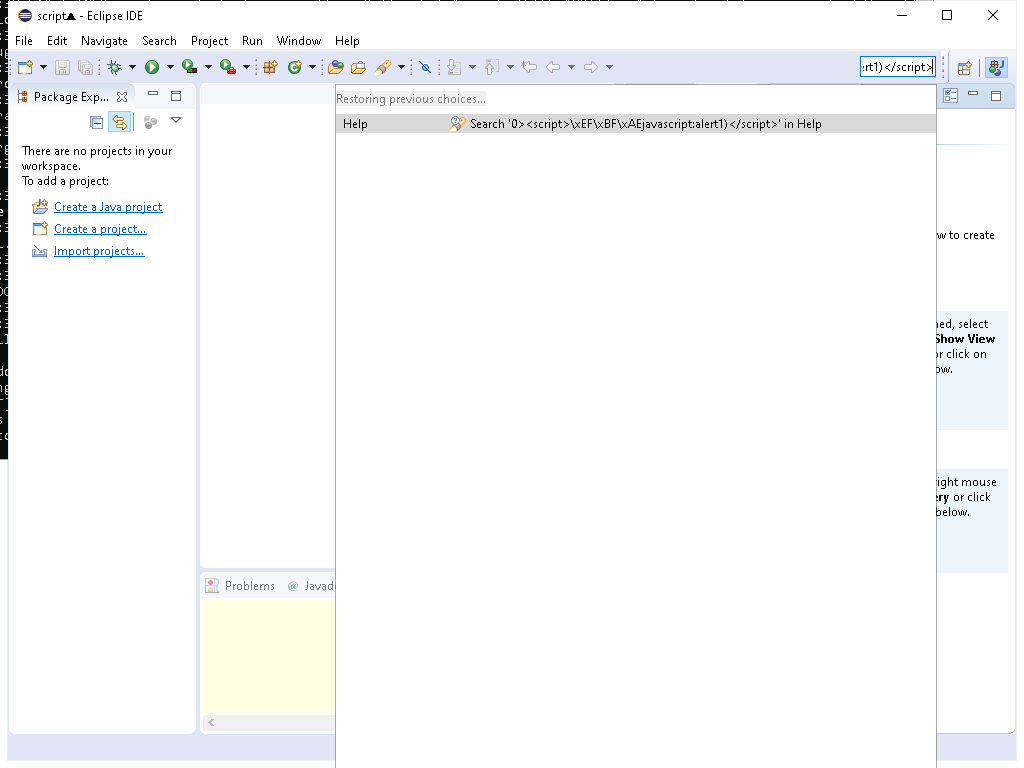 script▲ - Eclipse IDE
File Edit Navigate Search Project Run Window Help
:rt1)</script>
Package Exp...
Restoring previous choices...
Help Search '0><script>\xEF\xBF\xAEjavascript:alert1)</script>' in Help
There are no projects in your
workspace.
To add a project:
Create a Java project
Create a project...
Import projects...
w to create
ned, select
Show View
or click on
ow.
right mouse
ery or click
below.
Problems @ Javad